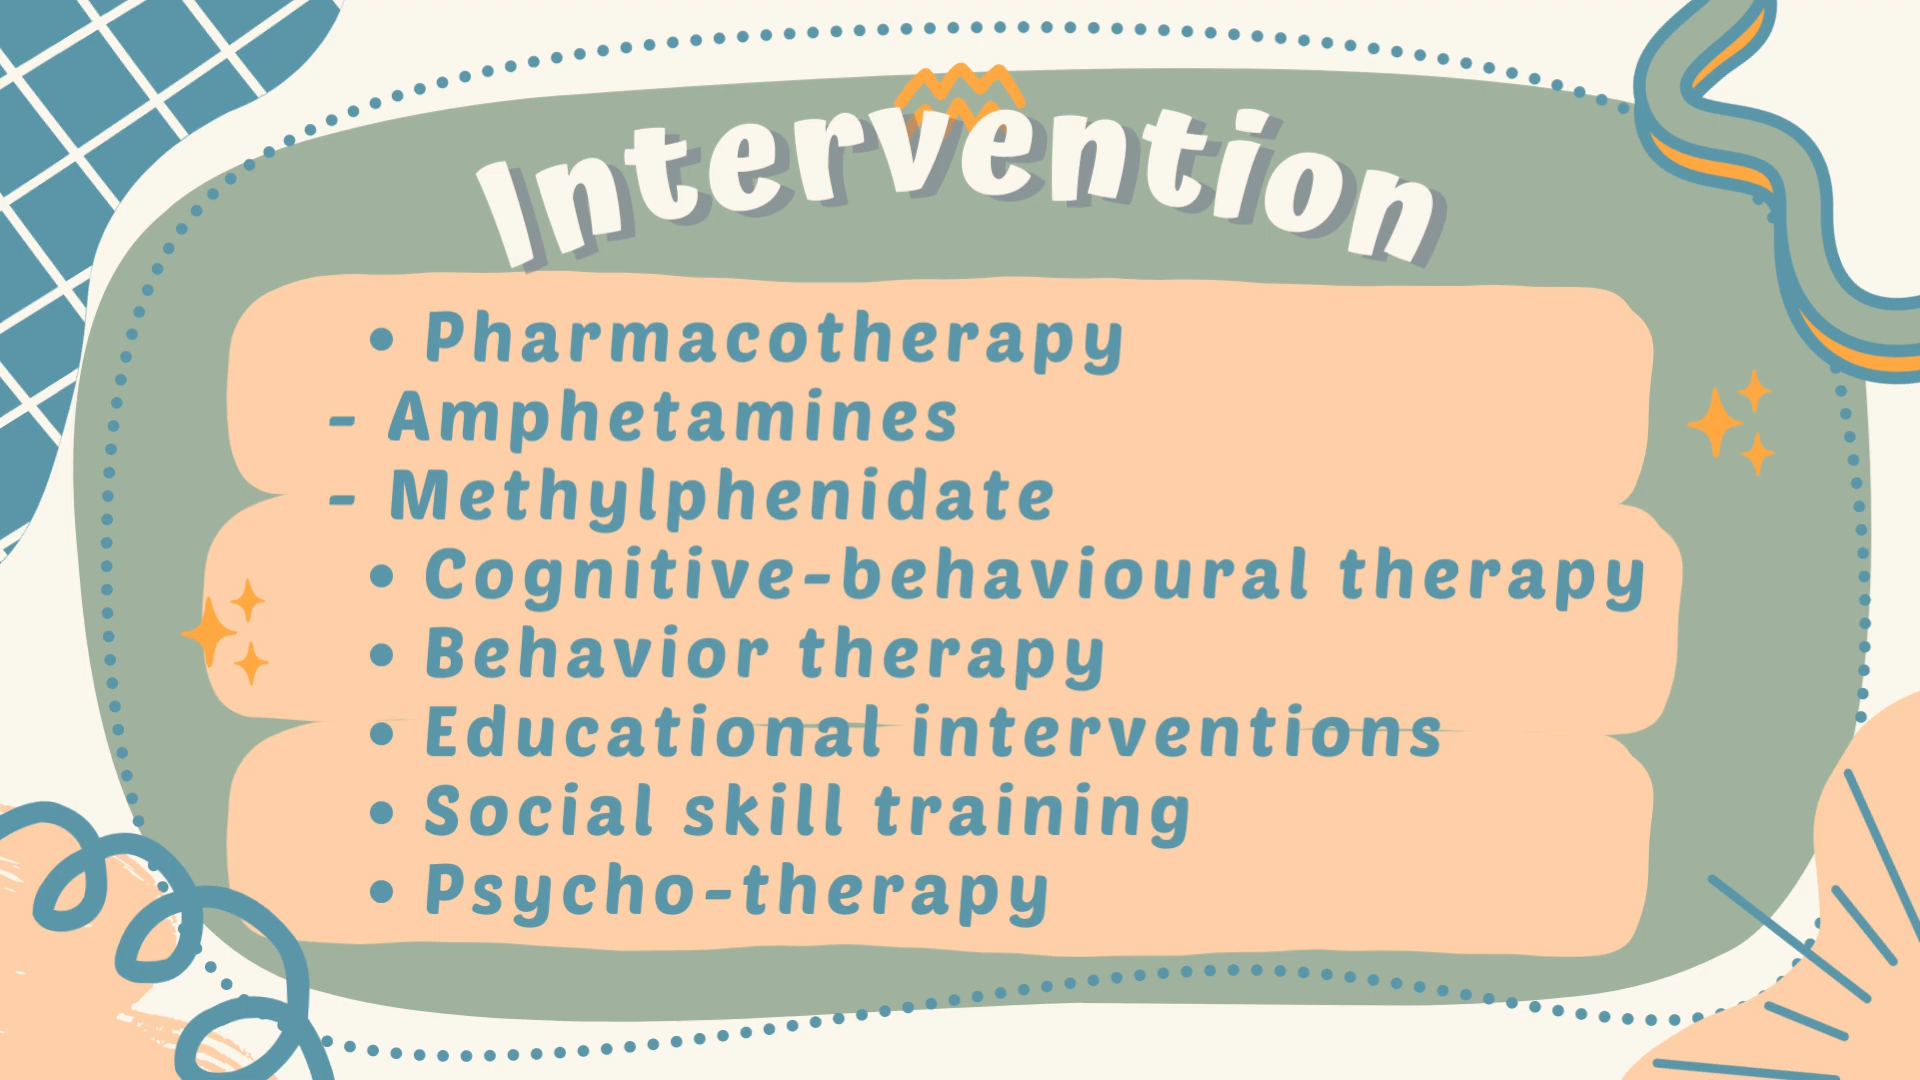 Intervention
• Pharmacotherapy
- Amphetamines
- Methylphenidate
• Cognitive-behavioural therapy
• Behavior therapy
• Educational interventions
• Social skill training
• Psycho-therapy